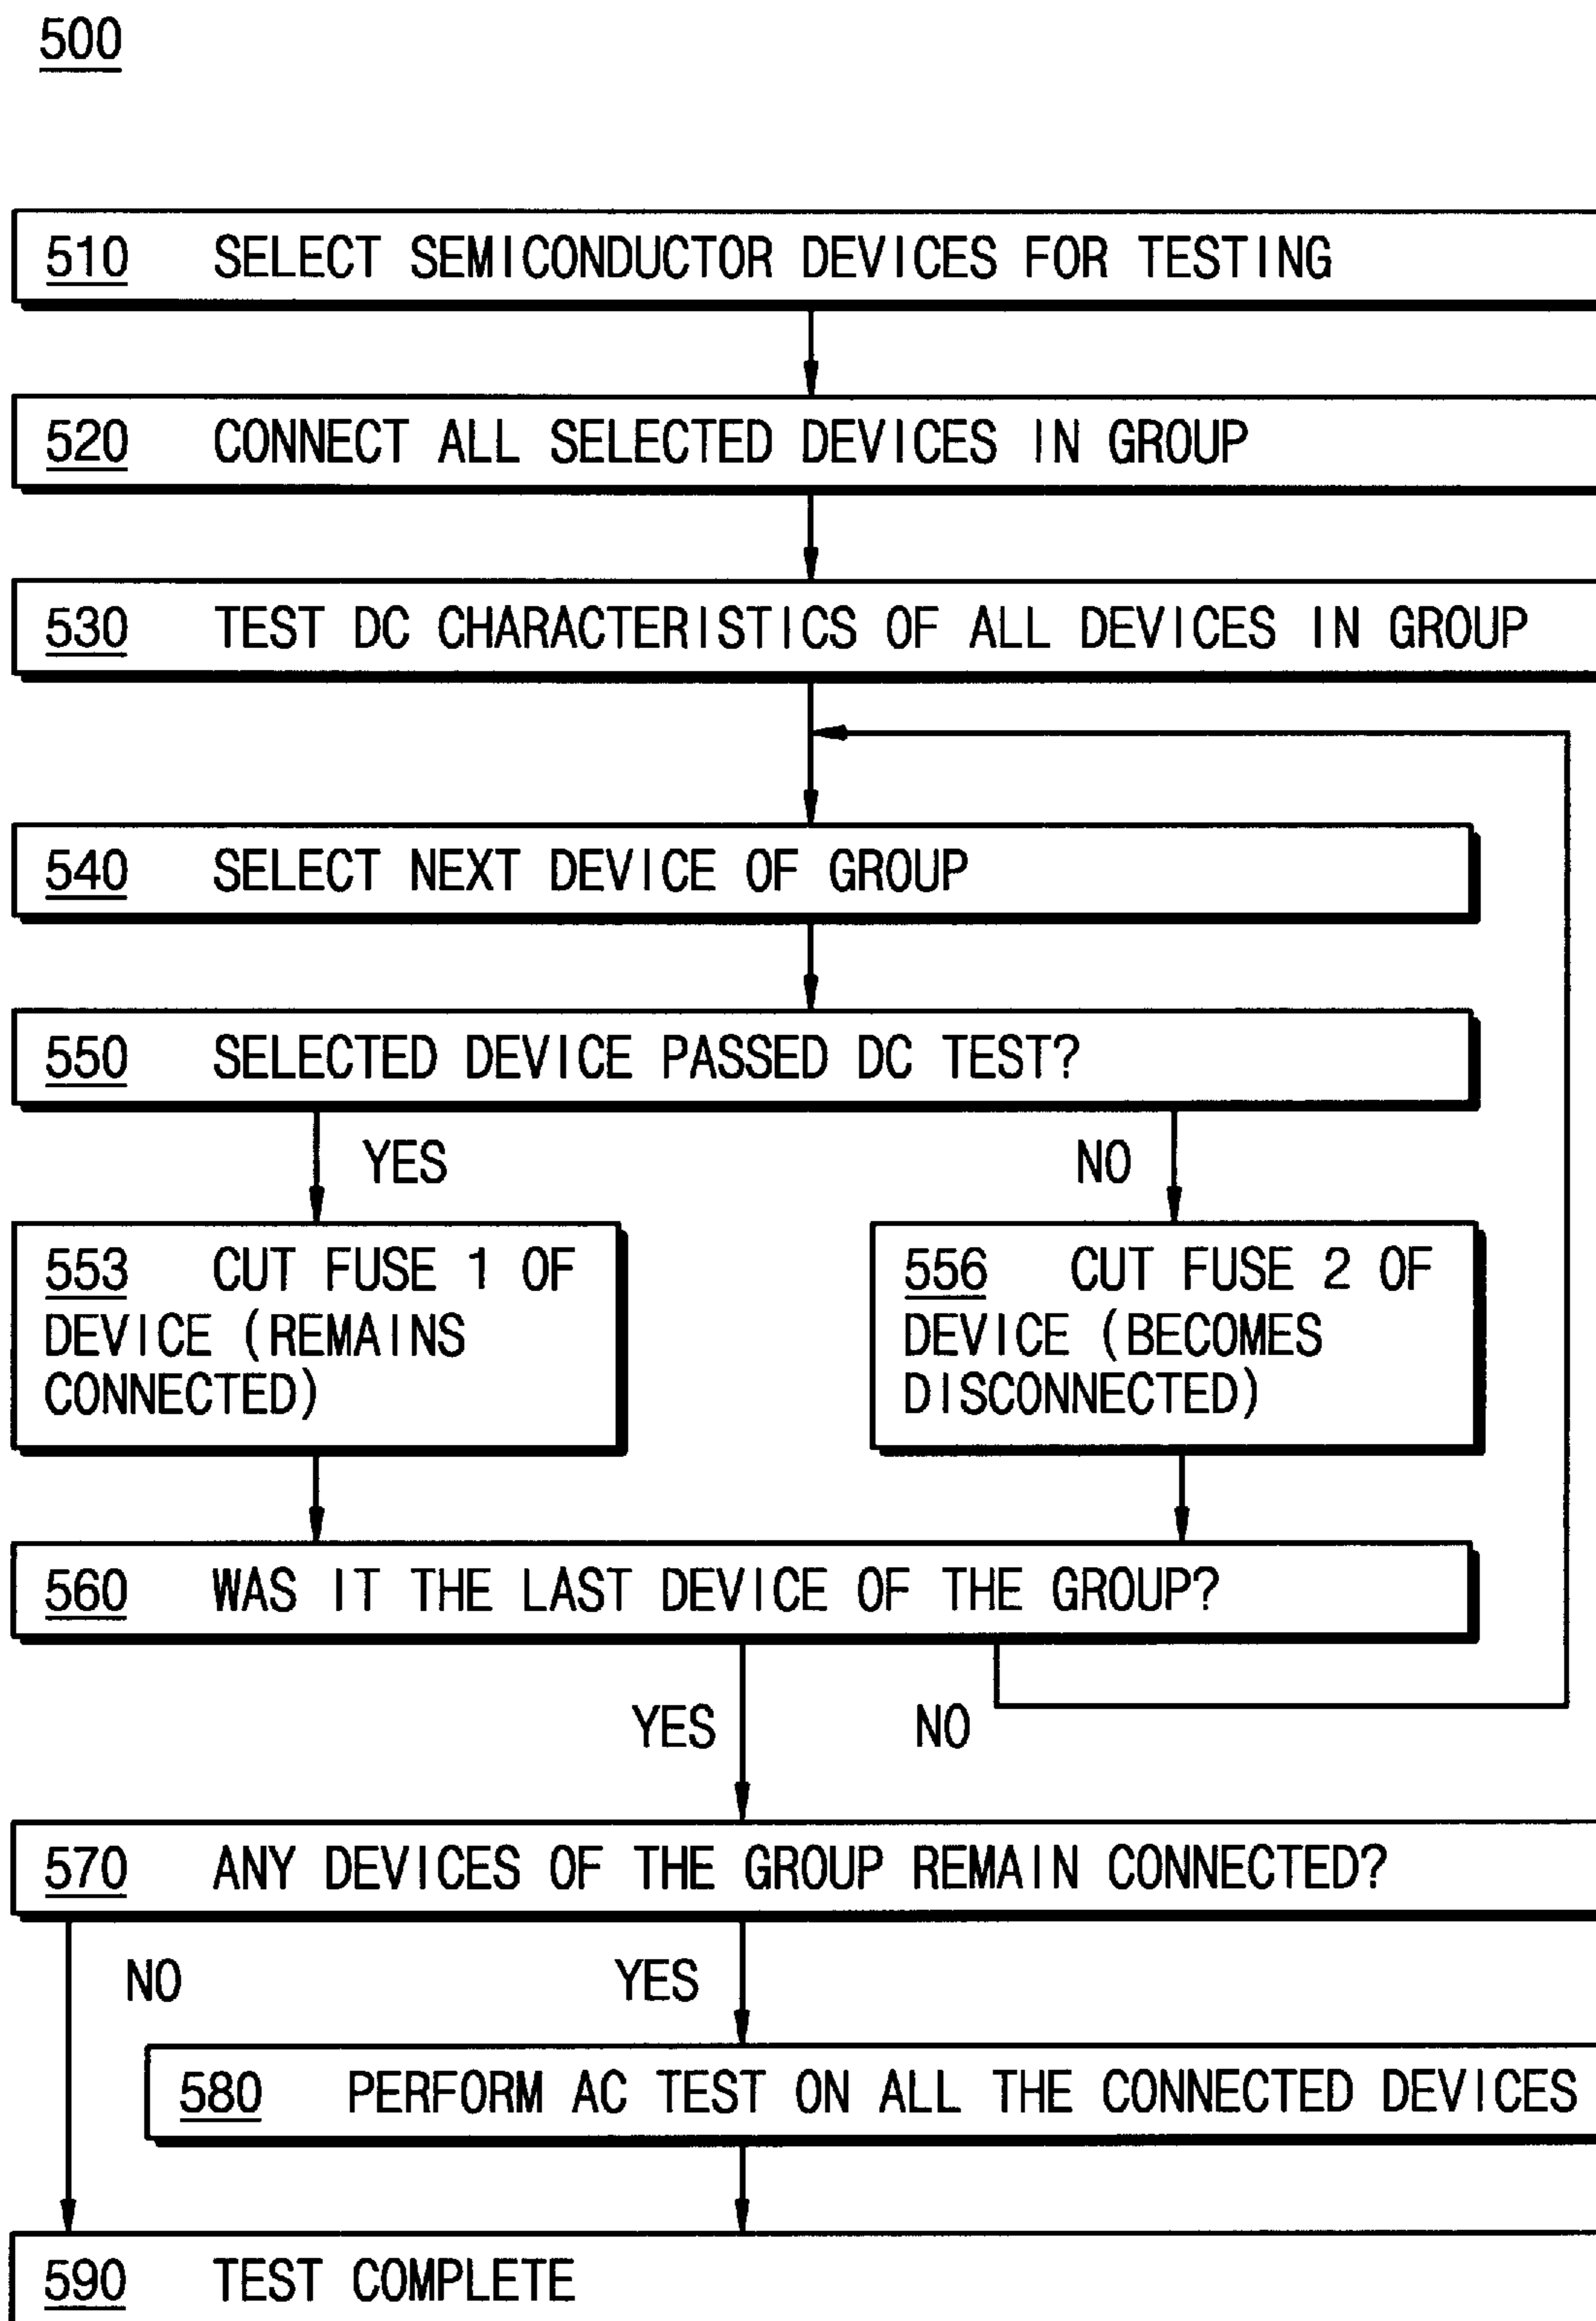 500
510 SELECT SEMICONDUCTOR DEVICES FOR TESTING
520 CONNECT ALL SELECTED DEVICES IN GROUP
530 TEST DC CHARACTERISTICS OF ALL DEVICES IN GROUP
540 SELECT NEXT DEVICE OF GROUP
550 SELECTED DEVICE PASSED DC TEST?
YES
NO
553 CUT FUSE 1 OF
DEVICE (REMAINS
CONNECTED)
556 CUT FUSE 2 OF
DEVICE (BECOMES
DISCONNECTED)
560 WAS IT THE LAST DEVICE OF THE GROUP?
YES
NO
570 ANY DEVICES OF THE GROUP REMAIN CONNECTED?
NO
YES
580 PERFORM AC TEST ON ALL THE CONNECTED DEVICES
590 TEST COMPLETE